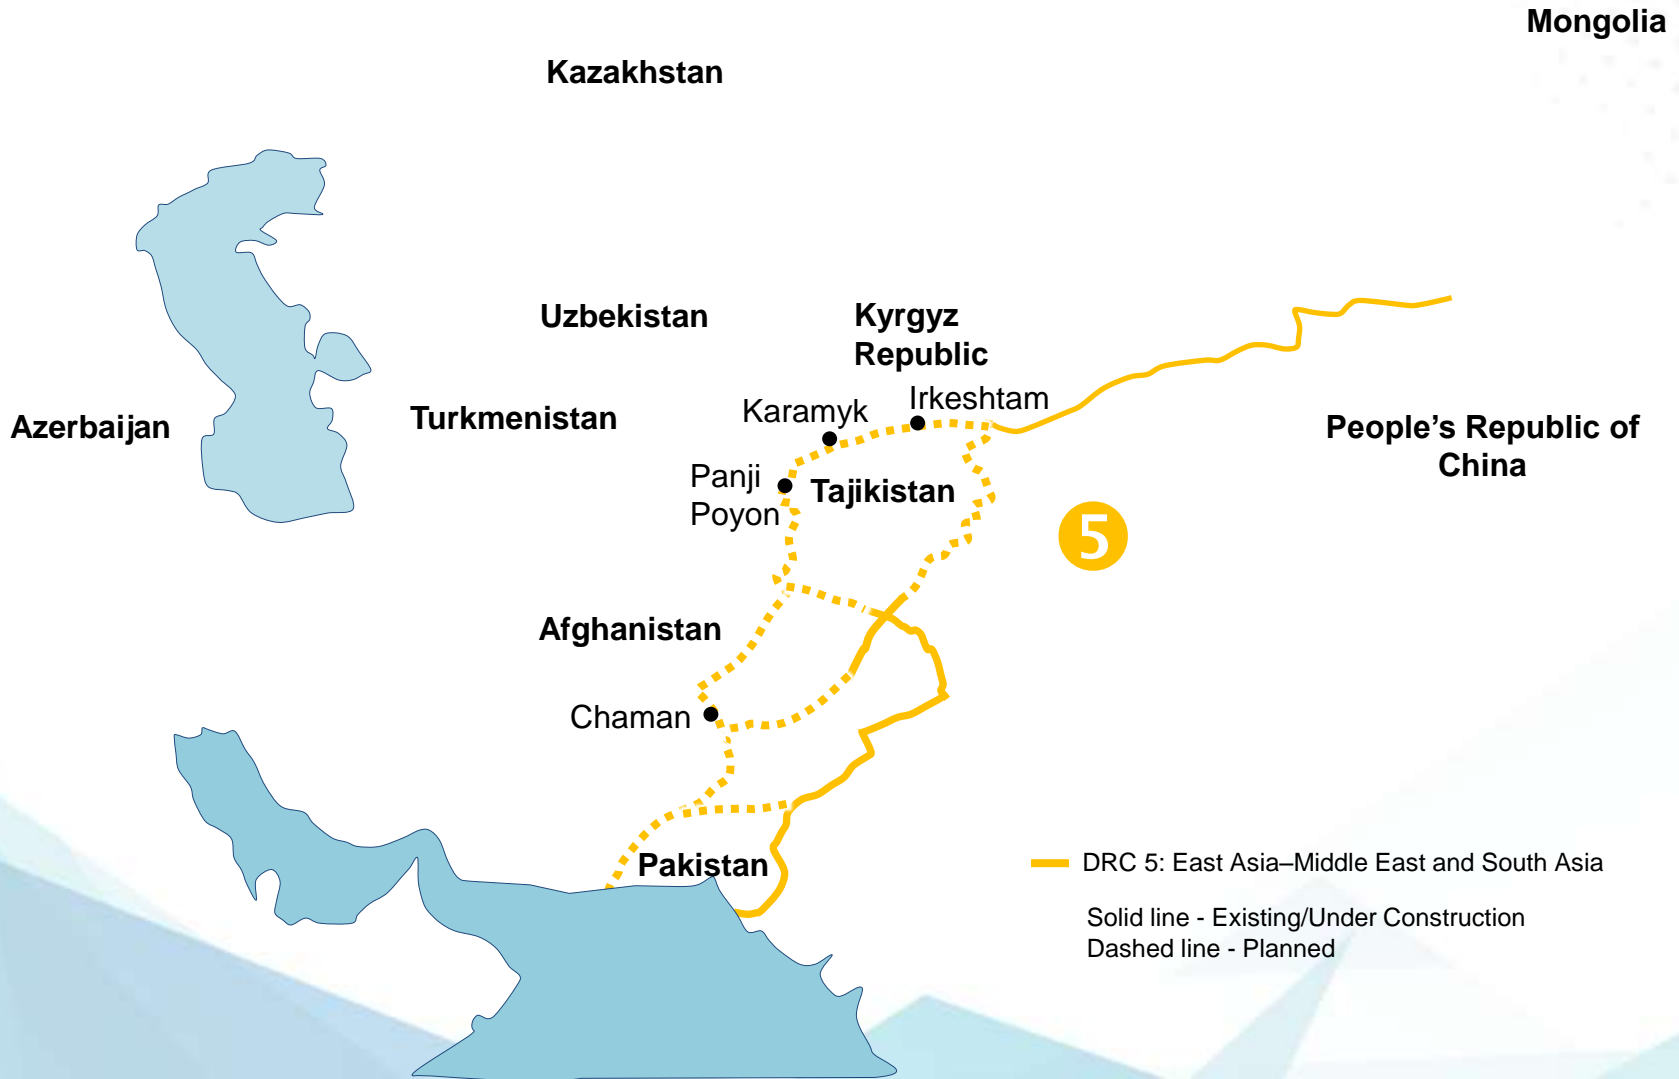 Mongolia
Kazakhstan
Uzbekistan
Kyrgyz
Republic
Irkeshtam
Karamyk
Azerbaijan
Turkmenistan
People’s Republic of
China
Panji
Poyon
Tajikistan
5
Afghanistan
Chaman
Pakistan
DRC 5: East Asia–Middle East and South Asia
Solid line - Existing/Under Construction
Dashed line - Planned